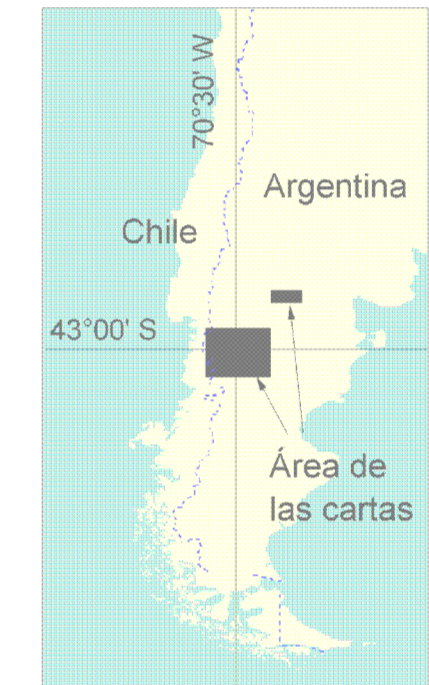 70°30' W
Argentina
Chile
43°00' S
Área de
las cartas